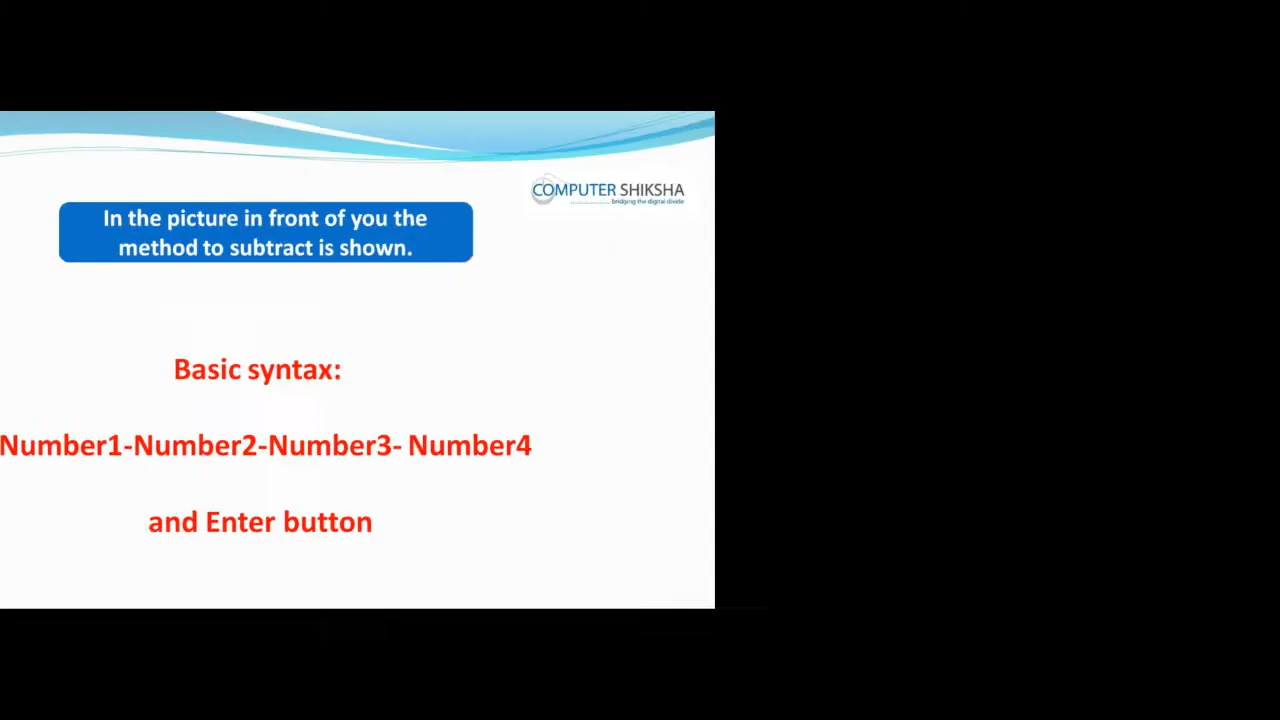 COMPUTER SHIKSHA
bridging the digital divide
In the picture in front of you the
method to subtract is shown.
Basic syntax:
Number1-Number2-Number3- Number4
and Enter button